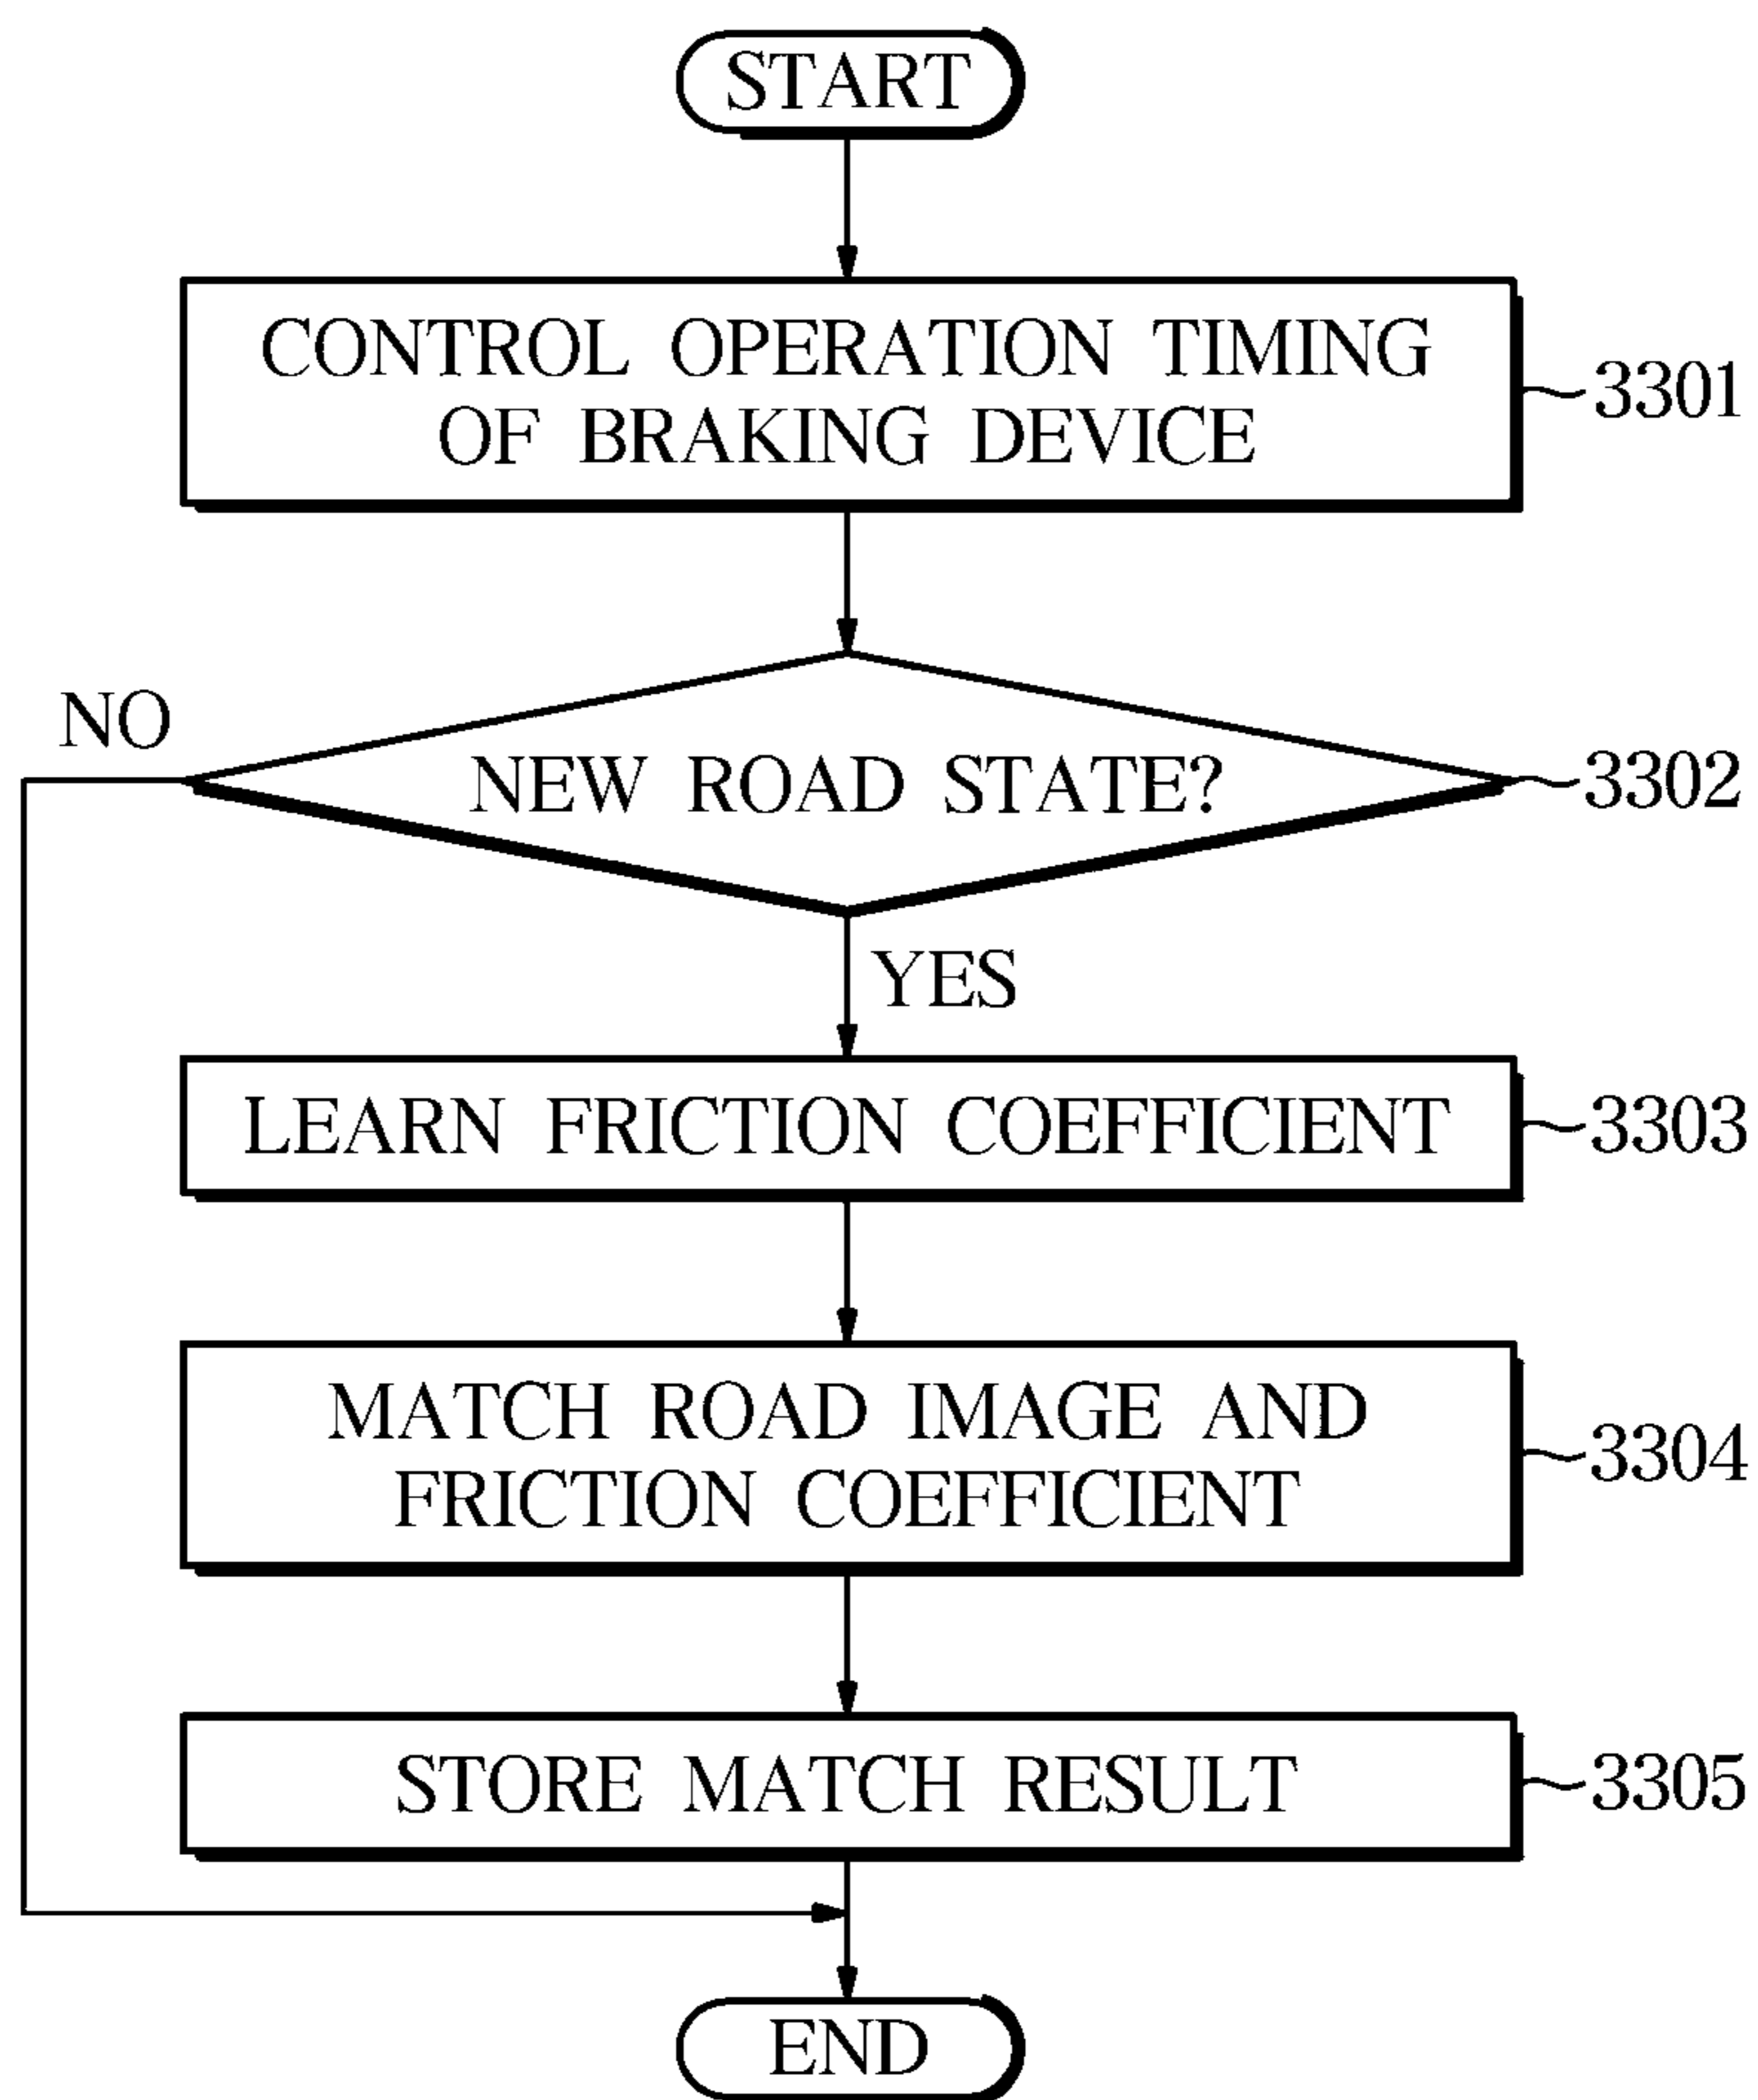 START
CONTROL OPERATION TIMING
OF BRAKING DEVICE
3301
NO
NEW ROAD STATE?
3302
YES
LEARN FRICTION COEFFICIENT
3303
MATCH ROAD IMAGE AND
FRICTION COEFFICIENT
3304
STORE MATCH RESULT
3305
END